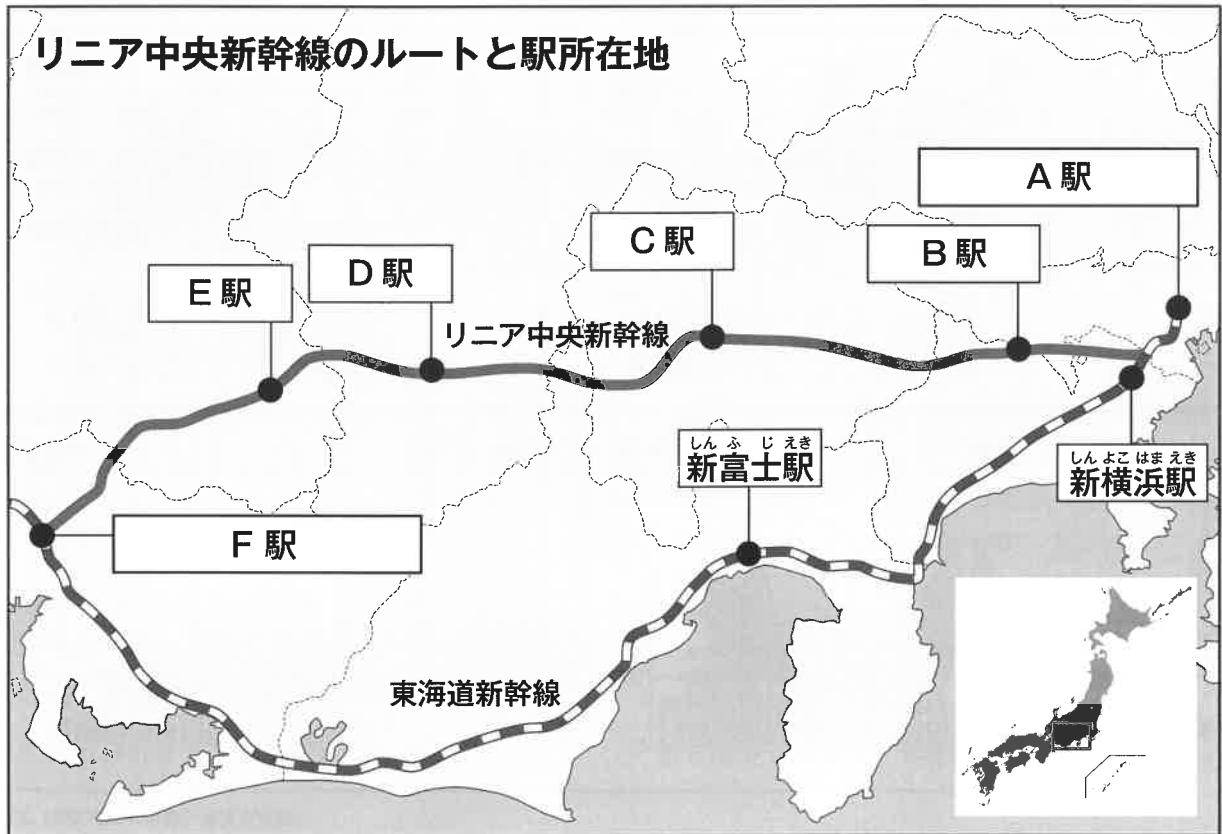 リニア中央新幹線のルートと駅所在地
A駅
B駅
C駅
D駅
E駅
リニア中央新幹線
しんふじえき
新富士駅
しんよこはまえき
新横浜駅
F駅
東海道新幹線